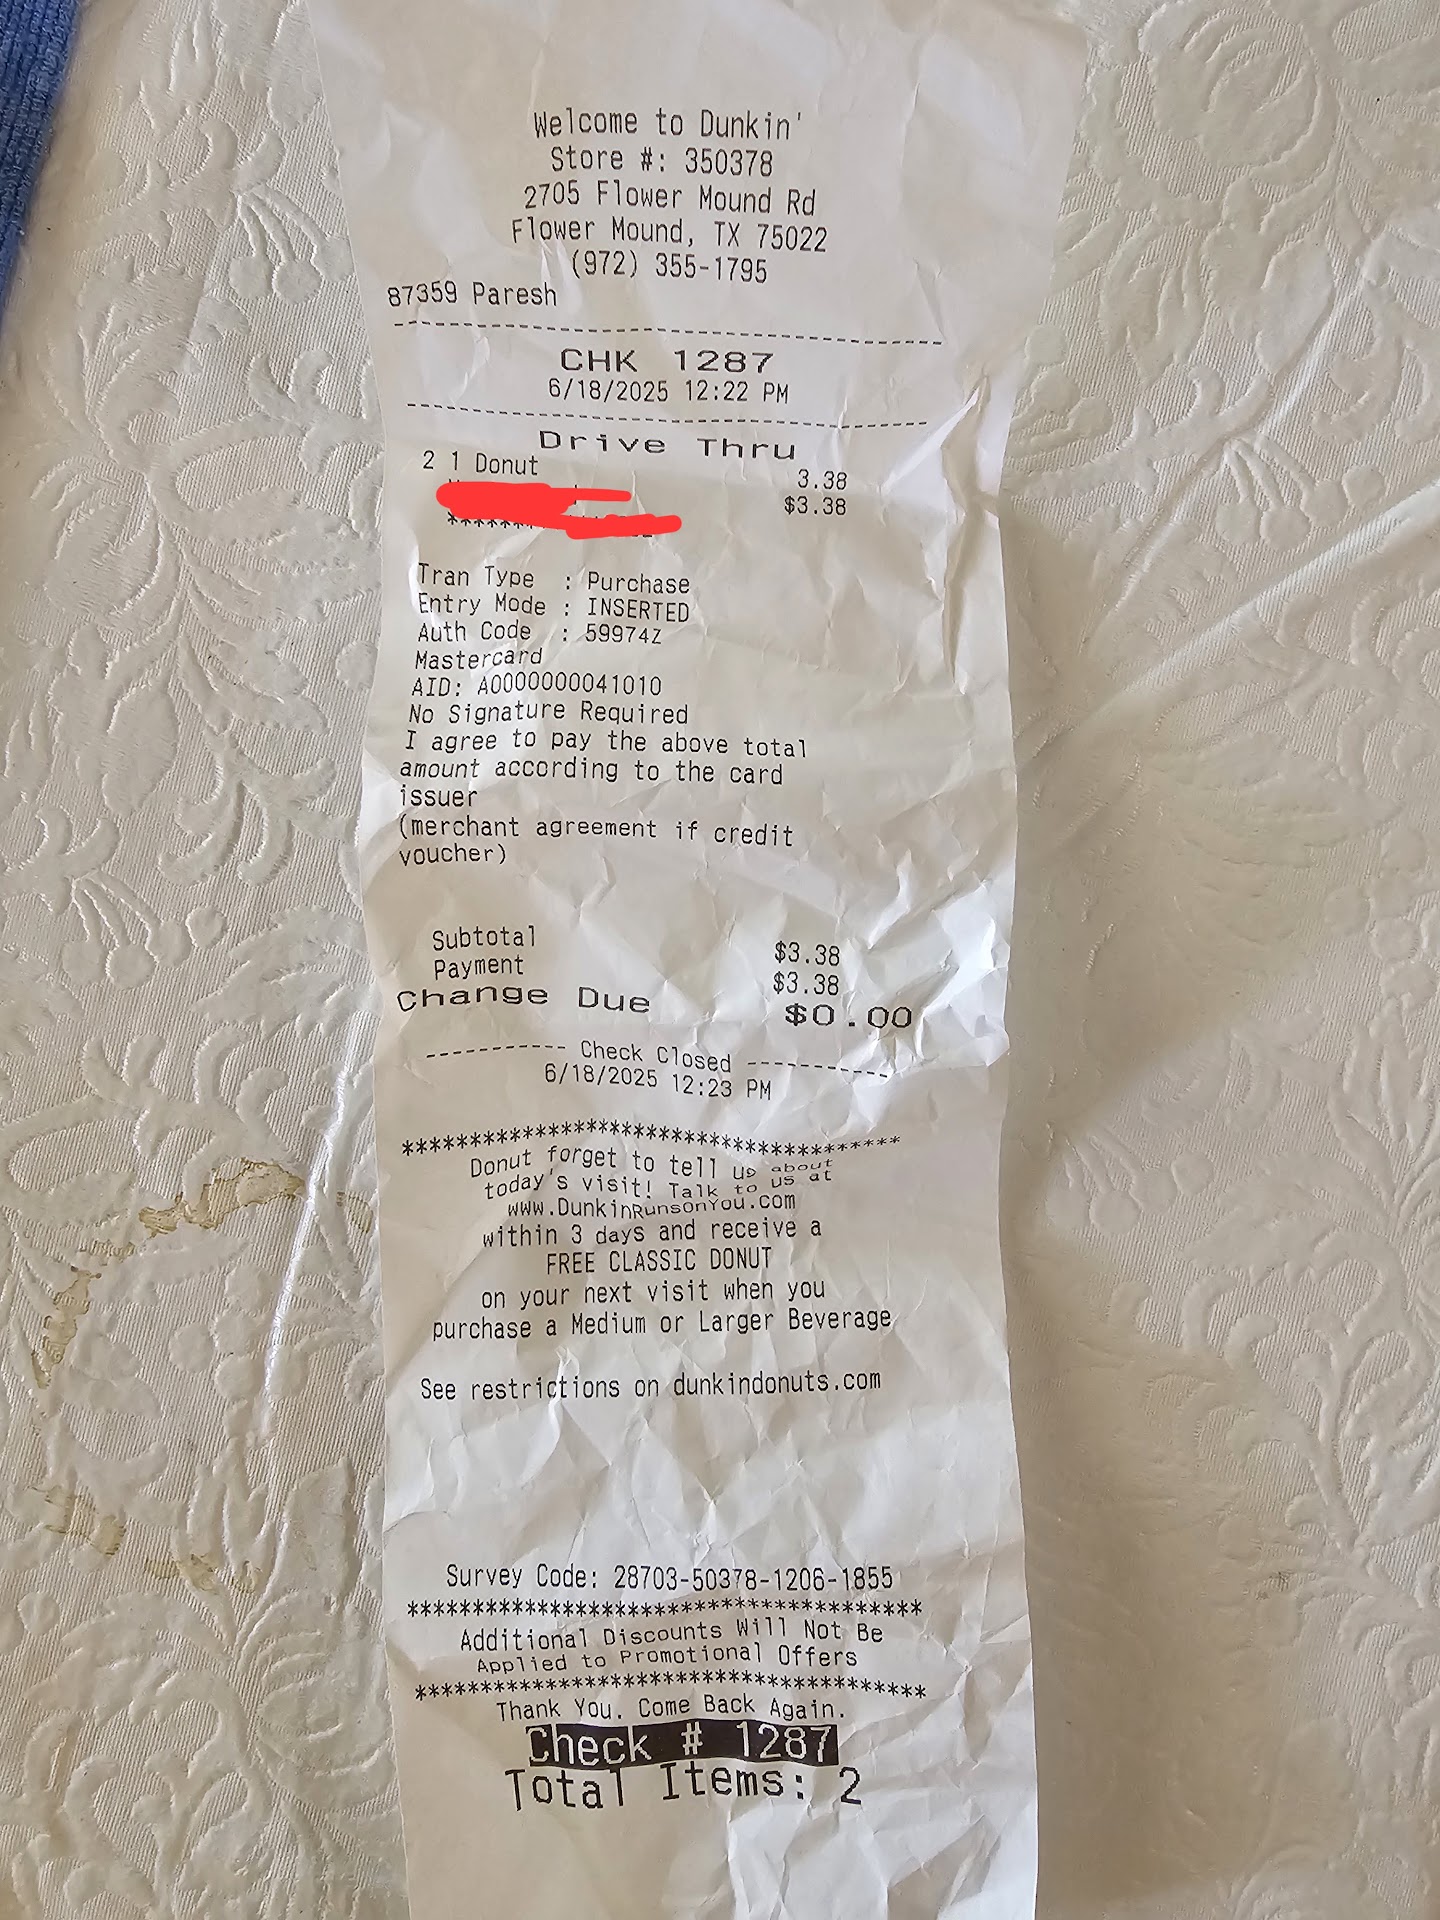 Welcome to Dunkin'
Store #: 350378
2705 Flower Mound Rd
Flower Mound, TX 75022
(972) 355-1795
87359 Paresh
----------------------------------------
CHK 1287
6/18/2025 12:22 PM
----------------------------------------
Drive Thru
2 1 Donut 3.38
$3.38
*******
Tran Type : Purchase
Entry Mode : INSERTED
Auth Code : 59974Z
Mastercard
AID: A0000000041010
No Signature Required
I agree to pay the above total
amount according to the card
issuer
(merchant agreement if credit
voucher)
Subtotal $3.38
Payment $3.38
Change Due $0.00
----------- Check Closed -----------
6/18/2025 12:23 PM
***************************************
Donut forget to tell us about
today's visit! Talk to us at
www.DunkinRunsonYou.com
within 3 days and receive a
FREE CLASSIC DONUT
on your next visit when you
purchase a Medium or Larger Beverage
See restrictions on dunkindonuts.com
Survey Code: 28703-50378-1206-1855
***************************************
Additional Discounts Will Not Be
Applied to Promotional Offers
***************************************
Thank You. Come Back Again.
Check # 1287
Total Items: 2